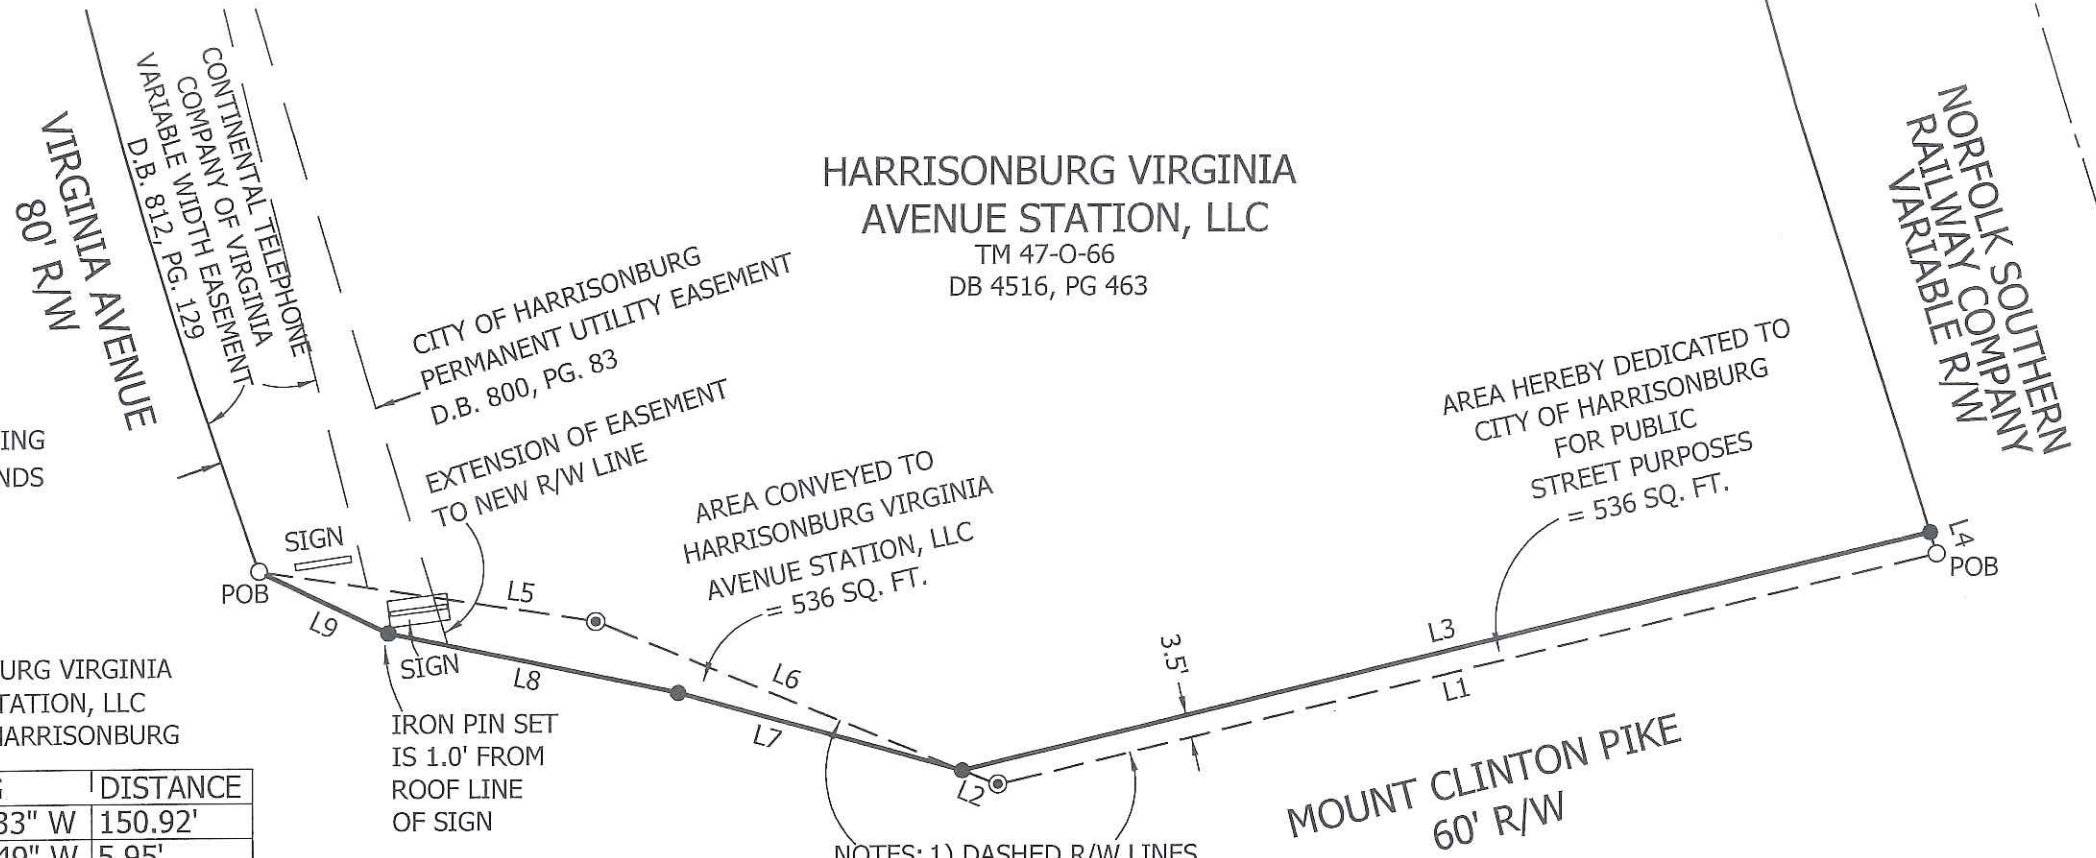 VIRGINIA AVENUE
80' R/W
CONTINENTAL TELEPHONE
COMPANY OF VIRGINIA
VARIABLE WIDTH EASEMENT
D.B. 812, PG. 129
CITY OF HARRISONBURG
PERMANENT UTILITY EASEMENT
D.B. 800, PG. 83
HARRISONBURG VIRGINIA
AVENUE STATION, LLC
TM 47-O-66
DB 4516, PG 463
NORFOLK SOUTHERN
RAILWAY COMPANY
VARIABLE R/W
EXTENSION OF EASEMENT
TO NEW R/W LINE
AREA CONVEYED TO
HARRISONBURG VIRGINIA
AVENUE STATION, LLC
= 536 SQ. FT.
AREA HEREBY DEDICATED TO
CITY OF HARRISONBURG
FOR PUBLIC
STREET PURPOSES
= 536 SQ. FT.
ING
NDS
SIGN
POB
L9
L5
SIGN
L8
L6
L7
L2
3.5'
L3
L1
L4
POB
IRON PIN SET
IS 1.0' FROM
ROOF LINE
OF SIGN
MOUNT CLINTON PIKE
60' R/W
URG VIRGINIA
TATION, LLC
HARRISONBURG
G DISTANCE
33" W 150.92'
49" W 5.95'
NOTES: 1) DASHED R/W LINES